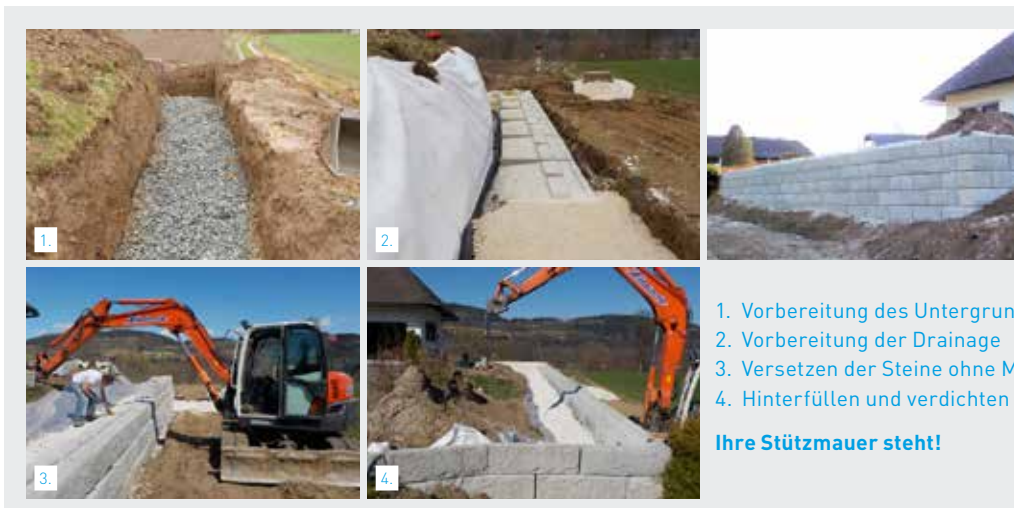 1.
2.
3.
4.
1. Vorbereitung des Untergrun
2. Vorbereitung der Drainage
3. Versetzen der Steine ohne M
4. Hinterfüllen und verdichten
Ihre Stützmauer steht!